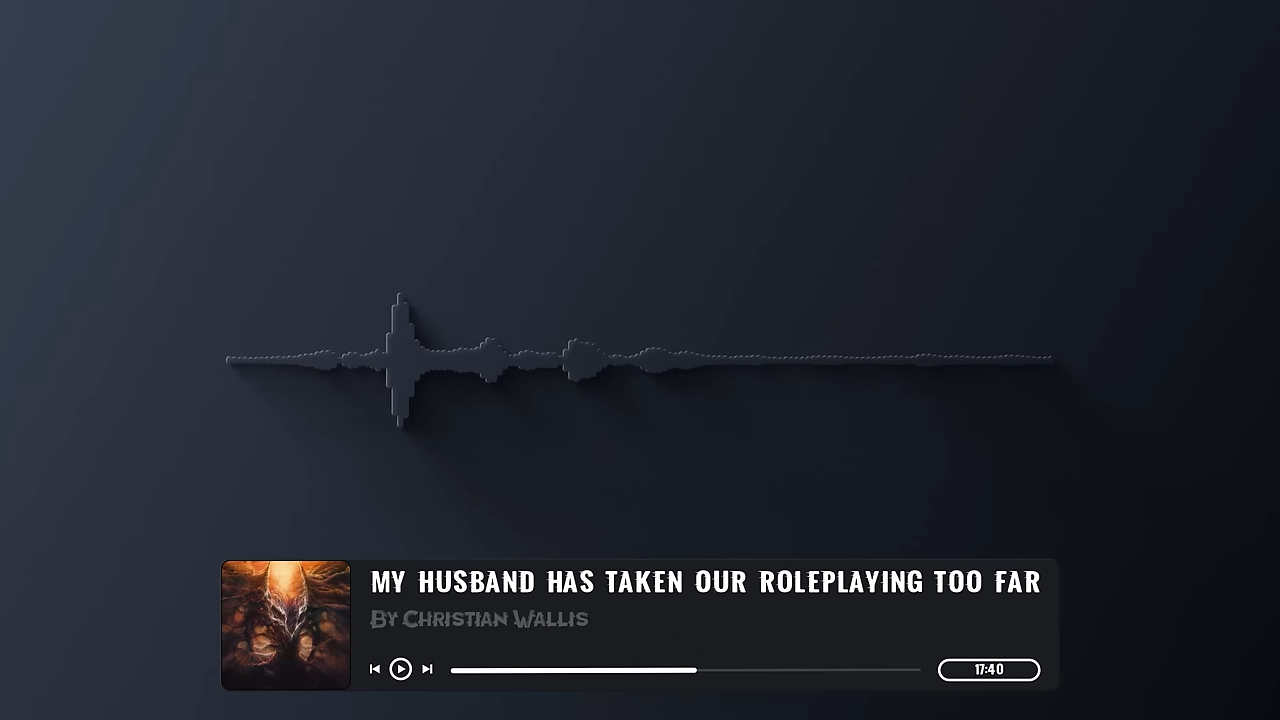 MY HUSBAND HAS TAKEN OUR ROLEPLAYING TOO FAR
BY CHRISTIAN WALLIS
17:40